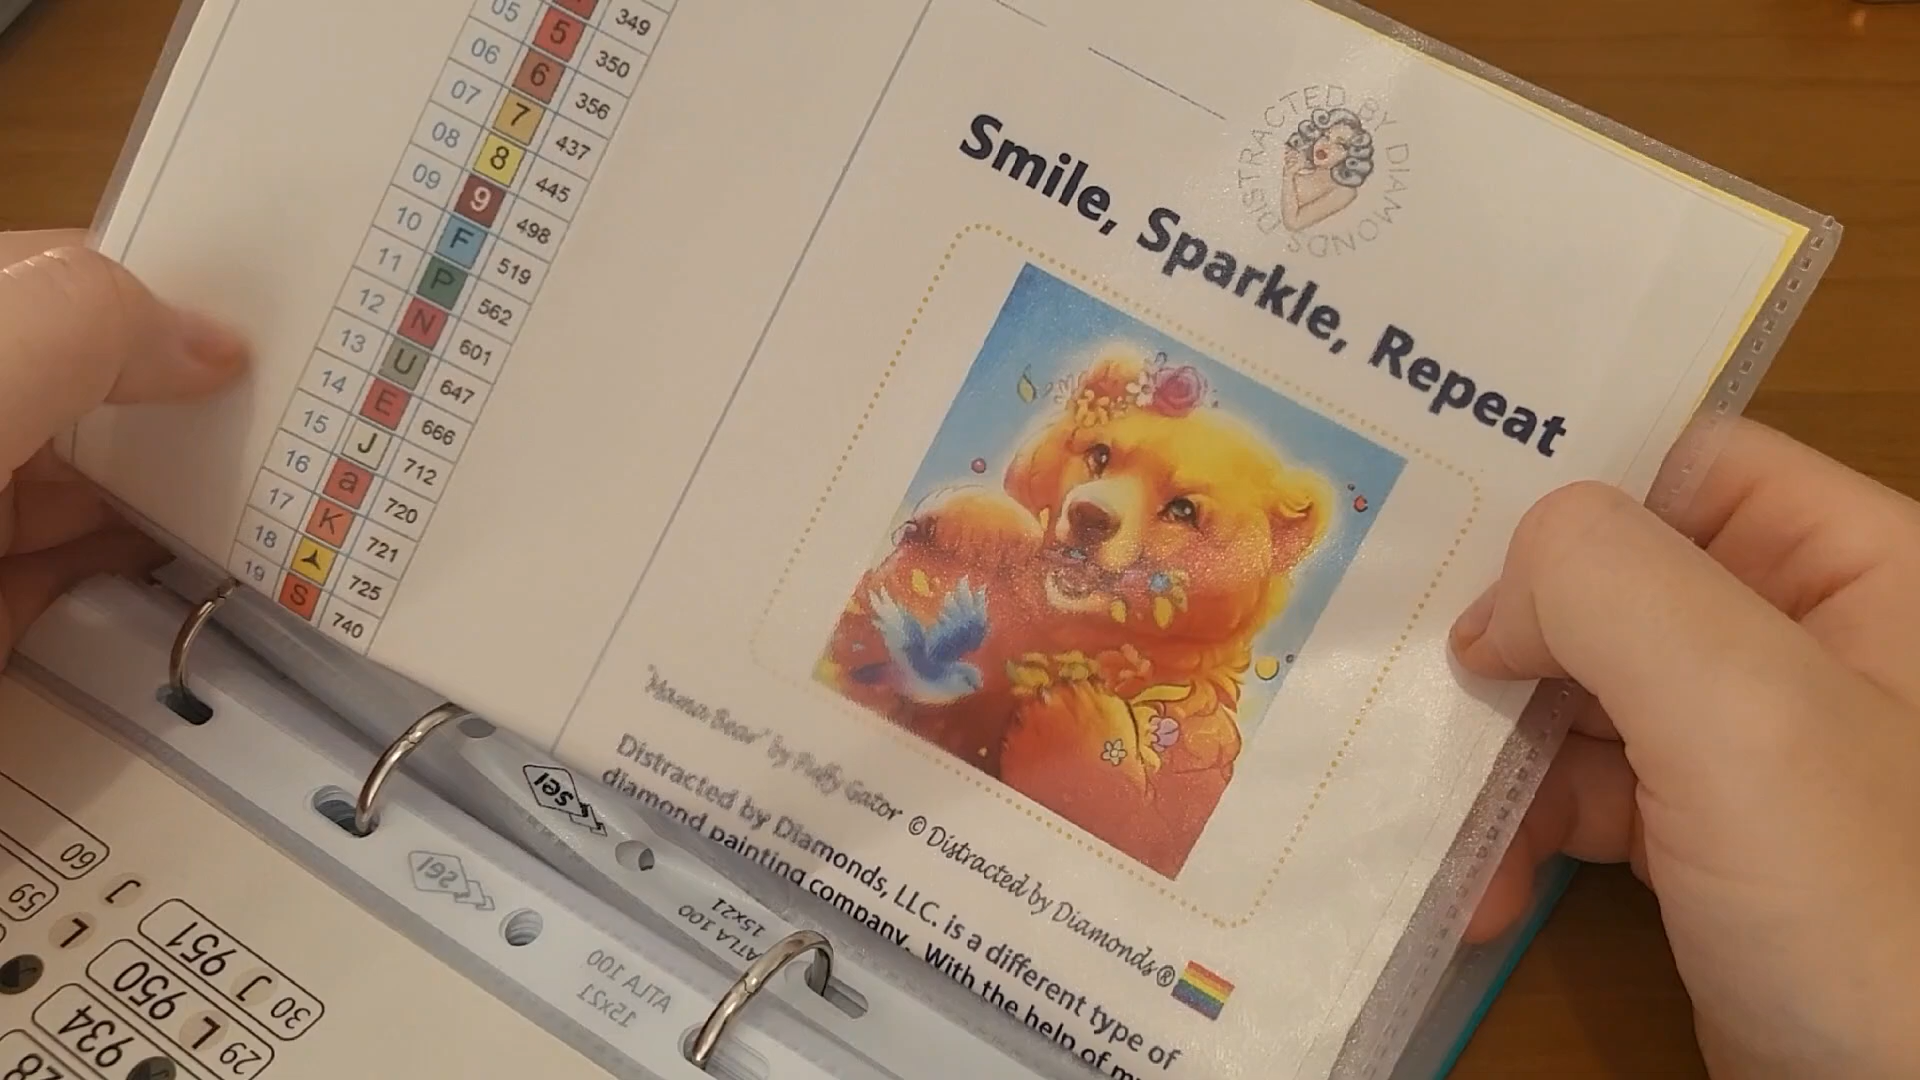 05 349
5 350
06 6 356
07 7 437
08 8 445
09 9 498
10 F 519
11 P 562
12 N 601
13 U 647
14 E 666
15 J 712
16 a 720
17 K 721
18 725
19 S 740
DISTRACTED BY DIAMONDS
Smile, Sparkle, Repeat
"Mama Bear" by Puffy Gator © Distracted by Diamonds®
Distracted by Diamonds, LLC. is a different type of
diamond painting company. With the help of
sel
ATLA 100
15x21
sel
ATLA 100
15x21
60
59
J
L
30 J 951
29 L 950
934